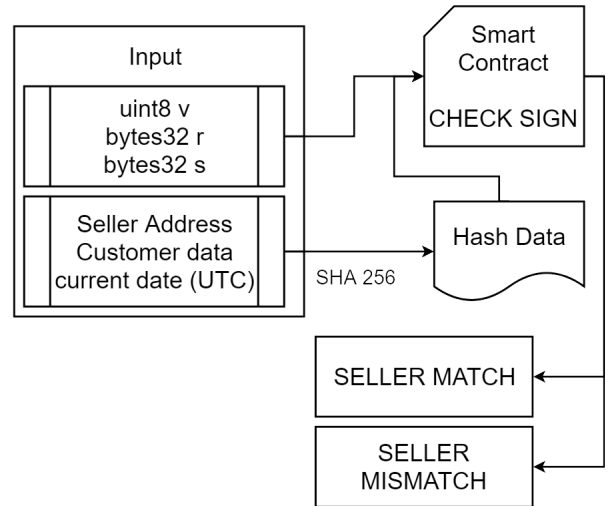 Input
uint8 v
bytes32 r
bytes32 s
Seller Address
Customer data
current date (UTC)
SHA 256
Smart
Contract
CHECK SIGN
Hash Data
SELLER MATCH
SELLER
MISMATCH